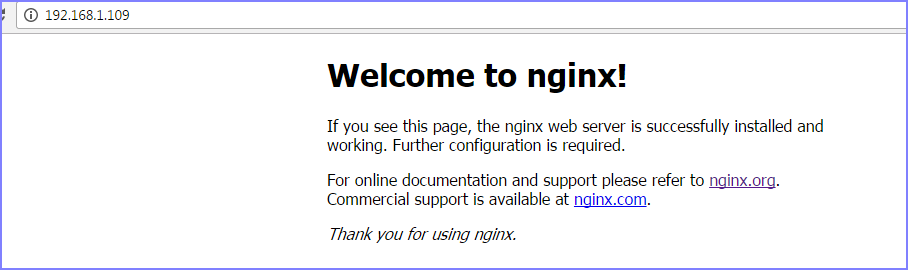 192.168.1.109
Welcome to nginx!
If you see this page, the nginx web server is successfully installed and
working. Further configuration is required.
For online documentation and support please refer to nginx.org.
Commercial support is available at nginx.com.
Thank you for using nginx.